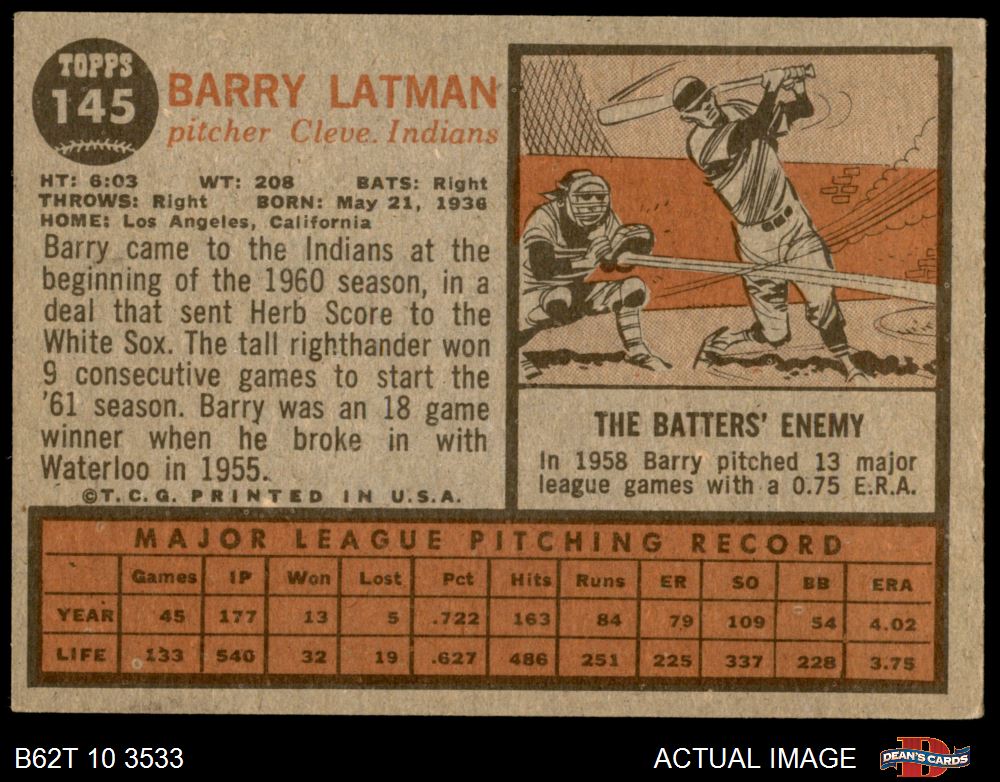 TOPPS
145
BARRY LATMAN
pitcher Cleve. Indians
HT: 6:03 WT: 208 BATS: Right
THROWS: Right BORN: May 21, 1936
HOME: Los Angeles, California
Barry came to the Indians at the
beginning of the 1960 season, in a
deal that sent Herb Score to the
White Sox. The tall righthander won
9 consecutive games to start the
'61 season. Barry was an 18 game
winner when he broke in with
Waterloo in 1955.
©T.C.G. PRINTED IN U.S.A.
THE BATTERS' ENEMY
In 1958 Barry pitched 13 major
league games with a 0.75 E.R.A.
MAJOR LEAGUE PITCHING RECORD
Games IP Won Lost Pct Hits Runs ER SO BB ERA
YEAR 45 177 13 5 .722 163 84 79 109 54 4.02
LIFE 133 540 32 19 .627 486 251 225 337 228 3.75
B62T 10 3533
ACTUAL IMAGE
DEAN'S CARDS